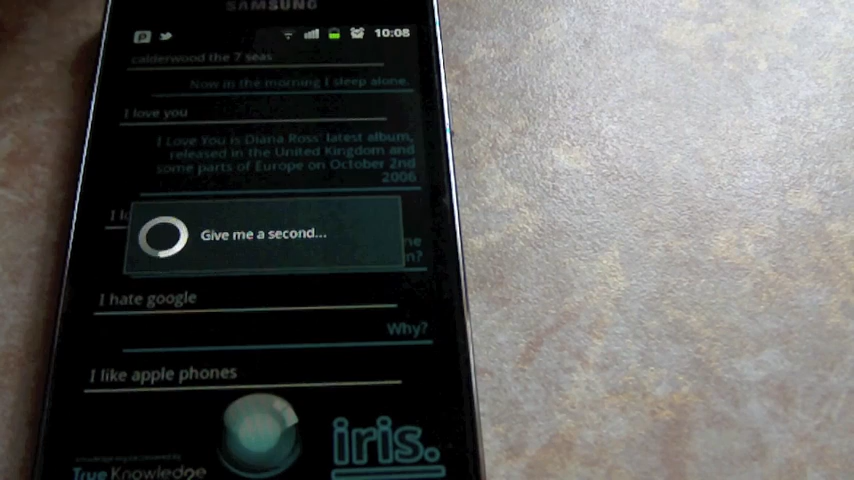 SAMSUNG
10:08
calderwood the 7 seas
Now in the morning I sleep alone.
I love you
I Love You is Diana Ross' latest album,
released in the United Kingdom and
some parts of Europe on October 2nd
2006
Give me a second...
I hate google
Why?
I like apple phones
iris.
True Knowledge